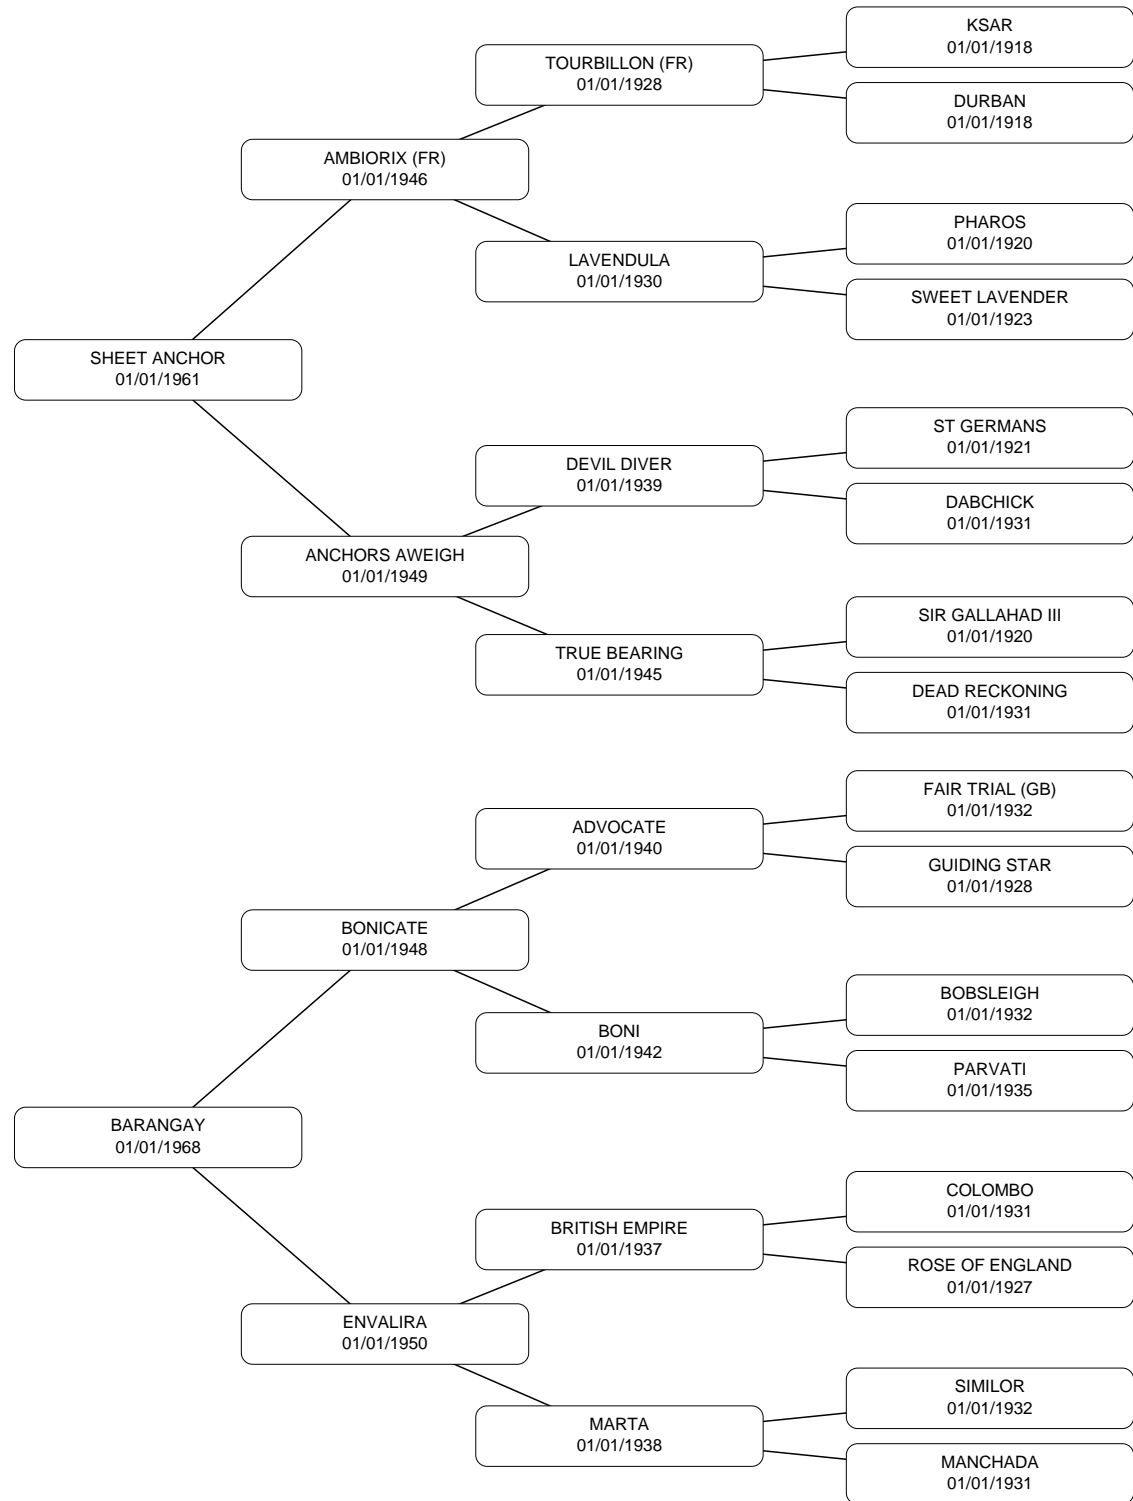 KSAR
01/01/1918
TOURBILLON (FR)
01/01/1928
DURBAN
01/01/1918
AMBIORIX (FR)
01/01/1946
PHAROS
01/01/1920
LAVENDULA
01/01/1930
SWEET LAVENDER
01/01/1923
SHEET ANCHOR
01/01/1961
ST GERMANS
01/01/1921
DEVIL DIVER
01/01/1939
DABCHICK
01/01/1931
ANCHORS AWEIGH
01/01/1949
SIR GALLAHAD III
01/01/1920
TRUE BEARING
01/01/1945
DEAD RECKONING
01/01/1931
FAIR TRIAL (GB)
01/01/1932
ADVOCATE
01/01/1940
GUIDING STAR
01/01/1928
BONICATE
01/01/1948
BOBSLEIGH
01/01/1932
BONI
01/01/1942
PARVATI
01/01/1935
BARANGAY
01/01/1968
COLOMBO
01/01/1931
BRITISH EMPIRE
01/01/1937
ROSE OF ENGLAND
01/01/1927
ENVALIRA
01/01/1950
SIMILOR
01/01/1932
MARTA
01/01/1938
MANCHADA
01/01/1931